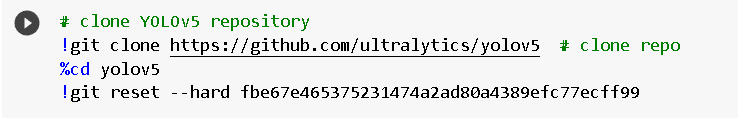 # clone YOLOv5 repository
!git clone https://github.com/ultralytics/yolov5  # clone repo
%cd yolov5
!git reset --hard fbe67e465375231474a2ad80a4389efc77ecff99